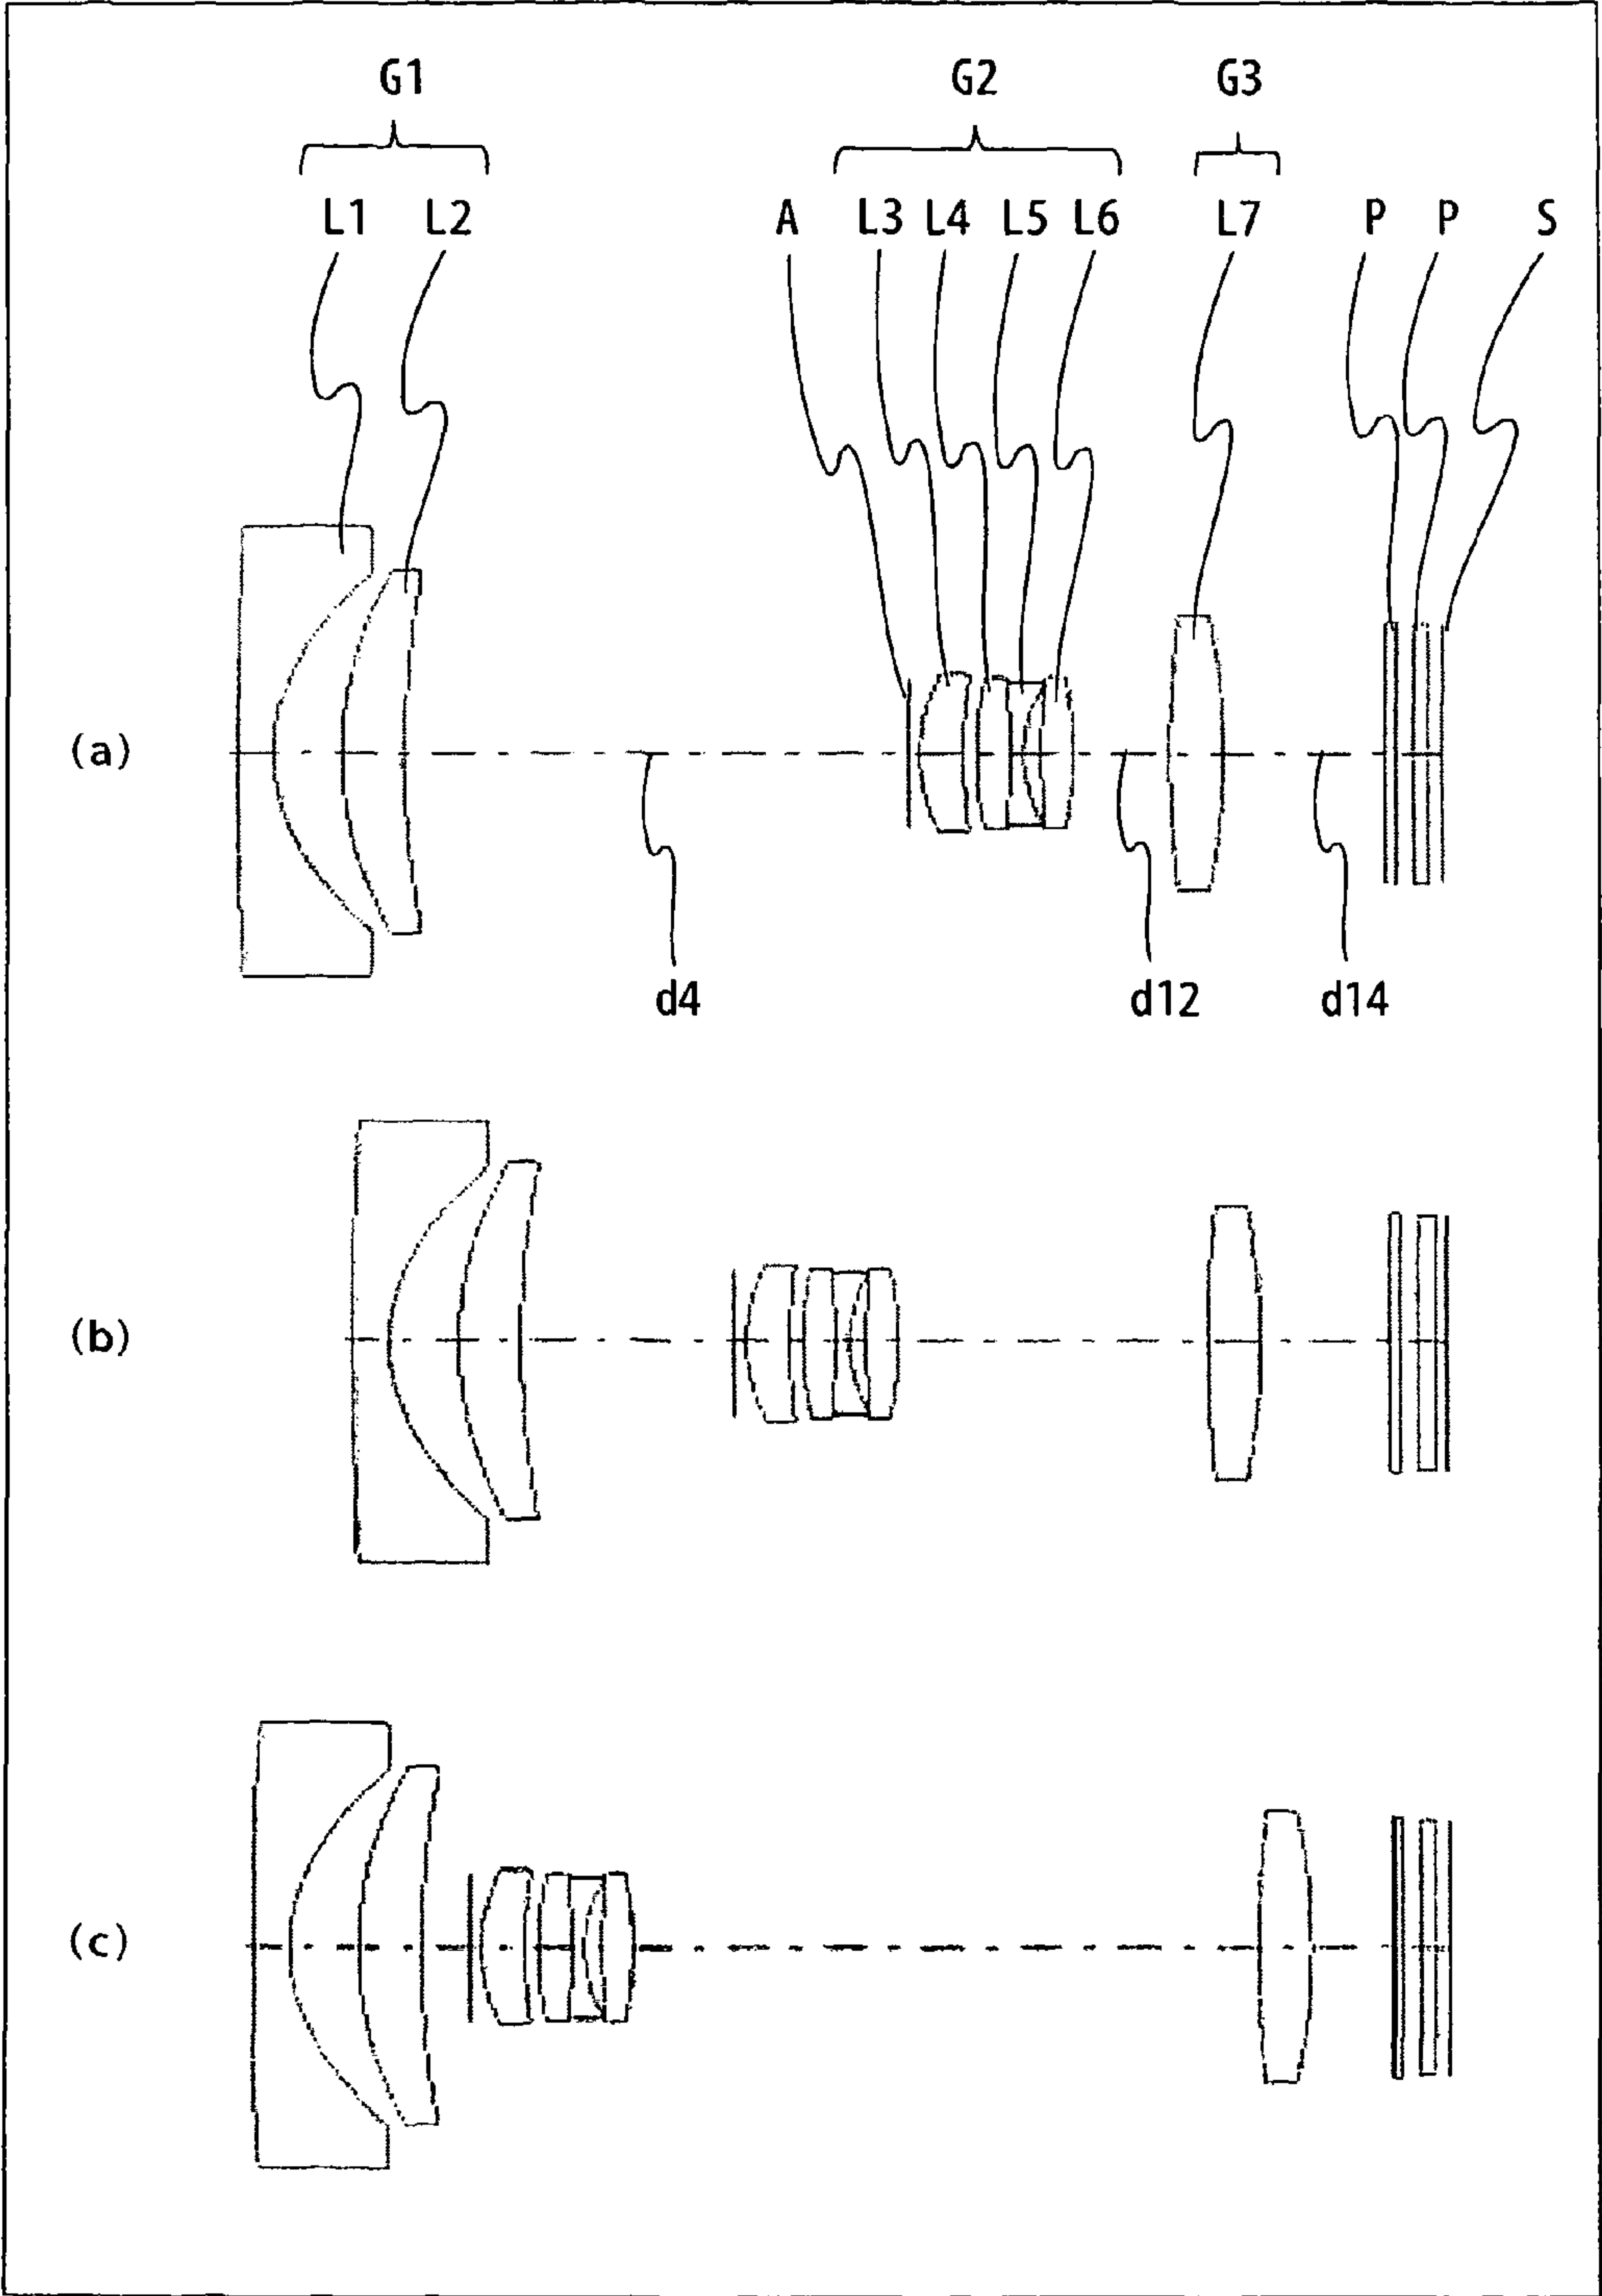 G1 G2 G3
L1 L2 A L3 L4 L5 L6 L7 P P S
(a)
d4 d12 d14
(b)
(c)